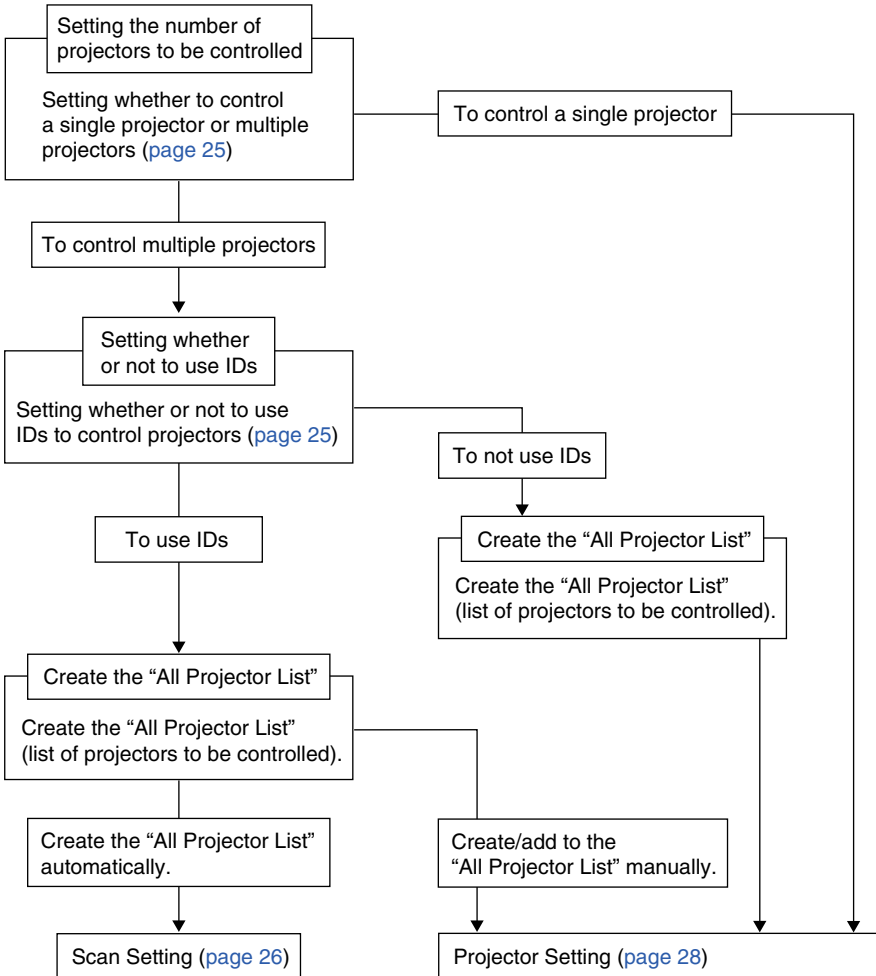 Setting the number of
projectors to be controlled
Setting whether to control
a single projector or multiple
projectors (page 25)
To control a single projector
To control multiple projectors
Setting whether
or not to use IDs
Setting whether or not to use
IDs to control projectors (page 25)
To not use IDs
To use IDs
Create the “All Projector List”
Create the “All Projector List”
(list of projectors to be controlled).
Create the “All Projector List”
Create the “All Projector List”
(list of projectors to be controlled).
Create the “All Projector List”
automatically.
Create/add to the
“All Projector List” manually.
Scan Setting (page 26)
Projector Setting (page 28)